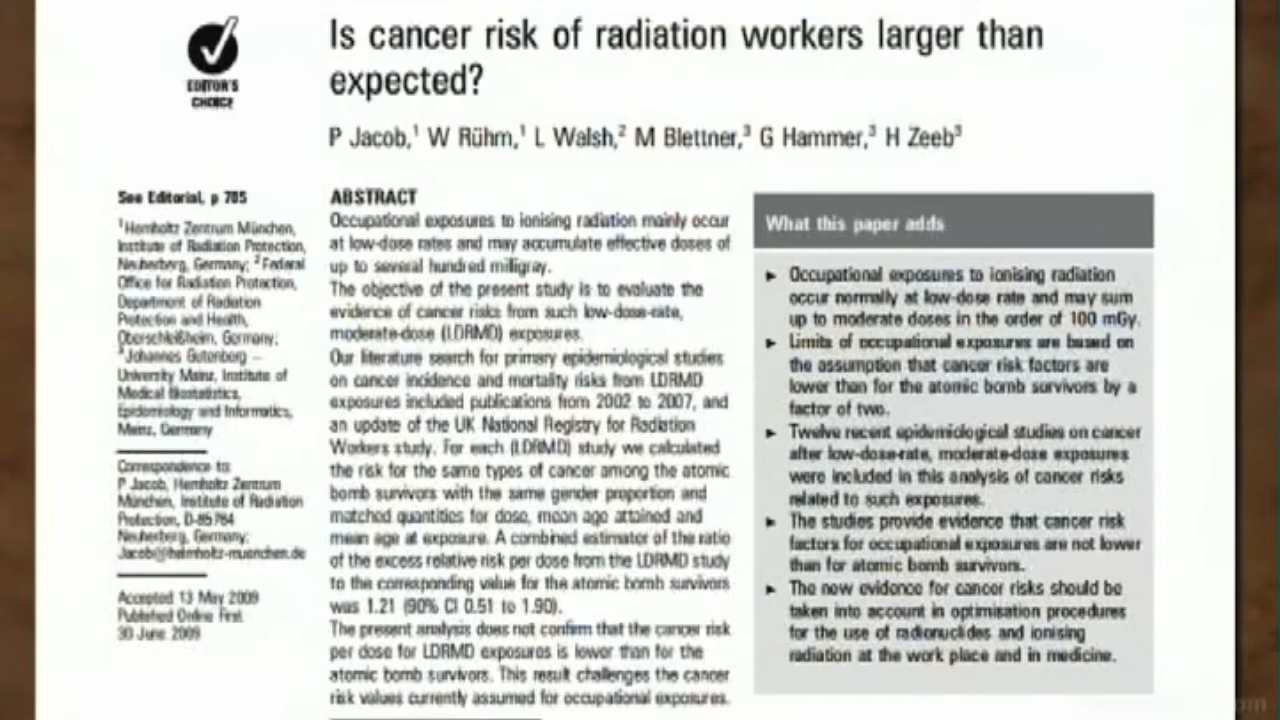 EDITOR'S
CHOICE
Is cancer risk of radiation workers larger than
expected?
P Jacob,¹ W Rühm,¹ L Walsh,² M Blettner,³ G Hammer,³ H Zeeb³
See Editorial, p 785
¹Hemholtz Zentrum München,
Institute of Radiation Protection,
Neuherberg, Germany; ²Federal
Office for Radiation Protection,
Department of Radiation
Protection and Health,
Oberschleißheim, Germany;
³Johannes Gutenberg –
University Mainz, Institute of
Medical Biostatistics,
Epidemiology and Informatics,
Mainz, Germany
Correspondence to:
P Jacob, Hemholtz Zentrum
München, Institute of Radiation
Protection, D-85764
Neuherberg, Germany;
Jacob@helmholtz-muenchen.de
Accepted 13 May 2009
Published Online First
30 June 2009
ABSTRACT
Occupational exposures to ionising radiation mainly occur
at low-dose rates and may accumulate effective doses of
up to several hundred milligray.
The objective of the present study is to evaluate the
evidence of cancer risks from such low-dose-rate,
moderate-dose (LDRMD) exposures.
Our literature search for primary epidemiological studies
on cancer incidence and mortality risks from LDRMD
exposures included publications from 2002 to 2007, and
an update of the UK National Registry for Radiation
Workers study. For each (LDRMD) study we calculated
the risk for the same types of cancer among the atomic
bomb survivors with the same gender proportion and
matched quantities for dose, mean age attained and
mean age at exposure. A combined estimator of the ratio
of the excess relative risk per dose from the LDRMD study
to the corresponding value for the atomic bomb survivors
was 1.21 (90% CI 0.51 to 1.90).
The present analysis does not confirm that the cancer risk
per dose for LDRMD exposures is lower than for the
atomic bomb survivors. This result challenges the cancer
risk values currently assumed for occupational exposures.
What this paper adds
► Occupational exposures to ionising radiation
occur normally at low-dose rate and may sum
up to moderate doses in the order of 100 mGy.
► Limits of occupational exposures are based on
the assumption that cancer risk factors are
lower than for the atomic bomb survivors by a
factor of two.
► Twelve recent epidemiological studies on cancer
after low-dose-rate, moderate-dose exposures
were included in this analysis of cancer risks
related to such exposures.
► The studies provide evidence that cancer risk
factors for occupational exposures are not lower
than for atomic bomb survivors.
► The new evidence for cancer risks should be
taken into account in optimisation procedures
for the use of radionuclides and ionising
radiation at the work place and in medicine.